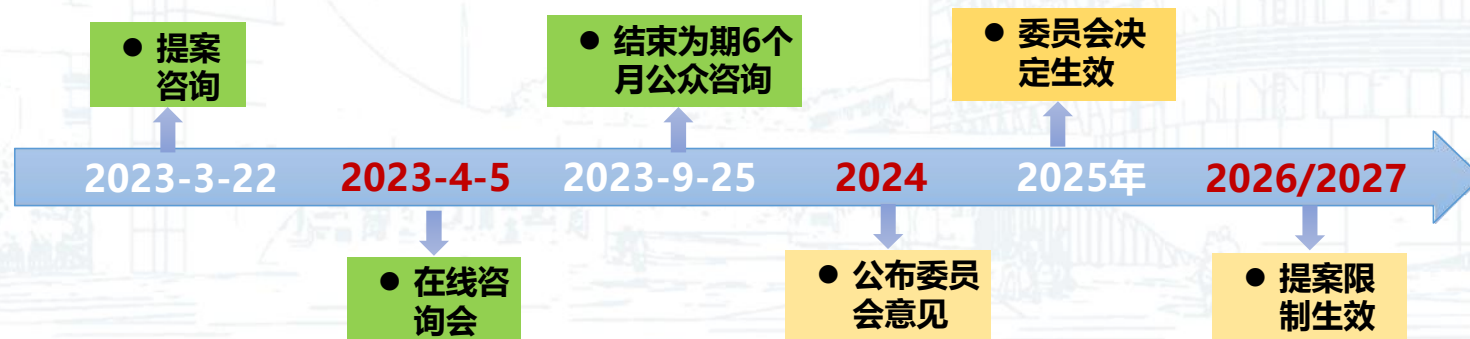 ● 提案
咨询
● 结束为期6个
月公众咨询
● 委员会决
定生效
2023-3-22
2023-4-5
2023-9-25
2024
2025年
2026/2027
● 在线咨
询会
● 公布委员
会意见
● 提案限
制生效